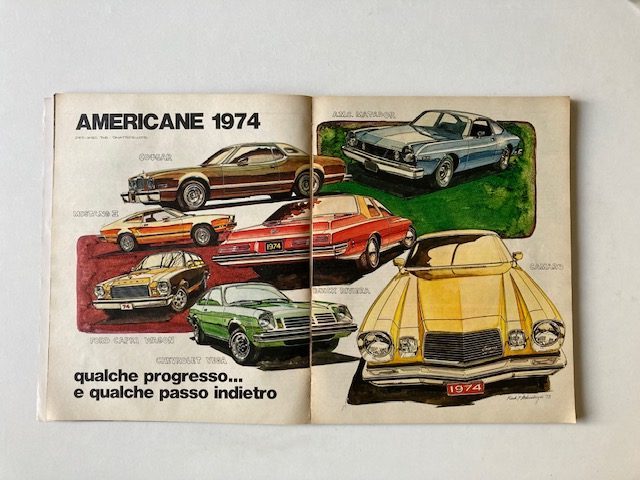 AMERICANE 1974
COUGAR
A.M.C. MATADOR
MUSTANG II
1974
BUICK RIVIERA
CAMARO
74
FORD CAPRI WAGON
CHEVROLET VEGA
1974
qualche progresso...
e qualche passo indietro